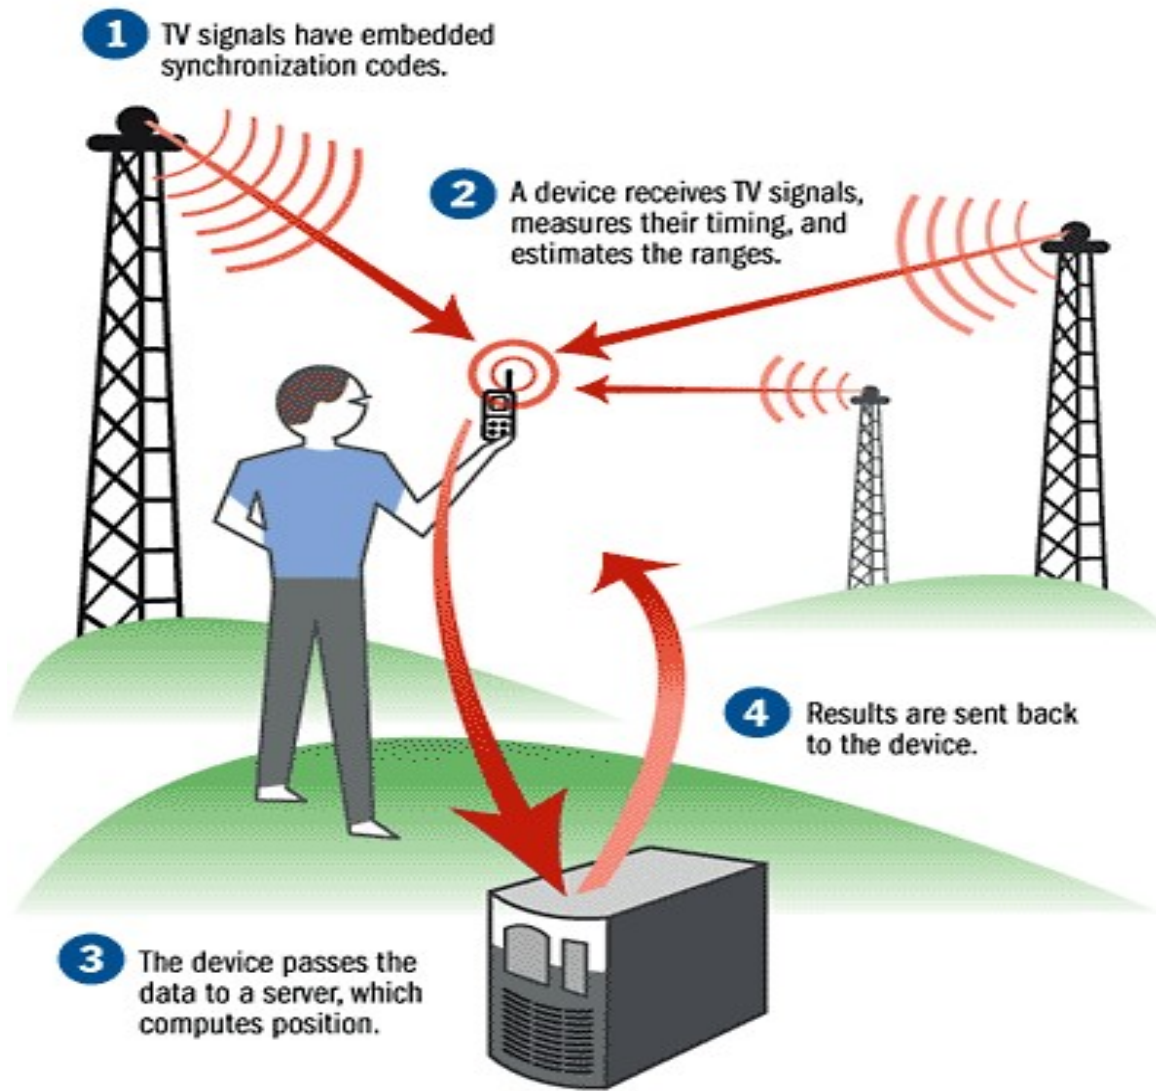 1 TV signals have embedded
synchronization codes.
2 A device receives TV signals,
measures their timing, and
estimates the ranges.
4 Results are sent back
to the device.
3 The device passes the
data to a server, which
computes position.